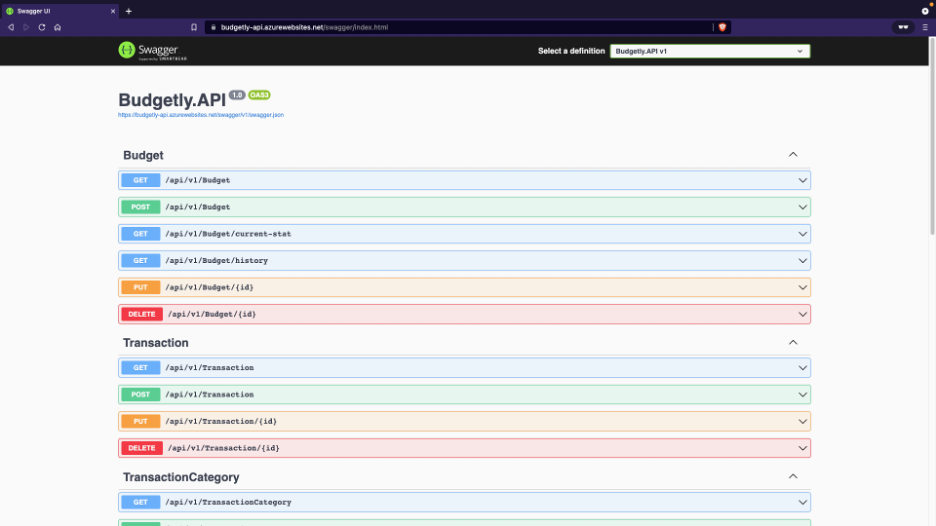 Swagger UI
budgetly-api.azurewebsites.net/swagger/index.html
Swagger
Supported by SMARTBEAR
Select a definition
Budgetly.API v1
Budgetly.API 1.0 OAS3
https://budgetly-api.azurewebsites.net/swagger/v1/swagger.json
Budget
GET /api/v1/Budget
POST /api/v1/Budget
GET /api/v1/Budget/current-stat
GET /api/v1/Budget/history
PUT /api/v1/Budget/{id}
DELETE /api/v1/Budget/{id}
Transaction
GET /api/v1/Transaction
POST /api/v1/Transaction
PUT /api/v1/Transaction/{id}
DELETE /api/v1/Transaction/{id}
TransactionCategory
GET /api/v1/TransactionCategory